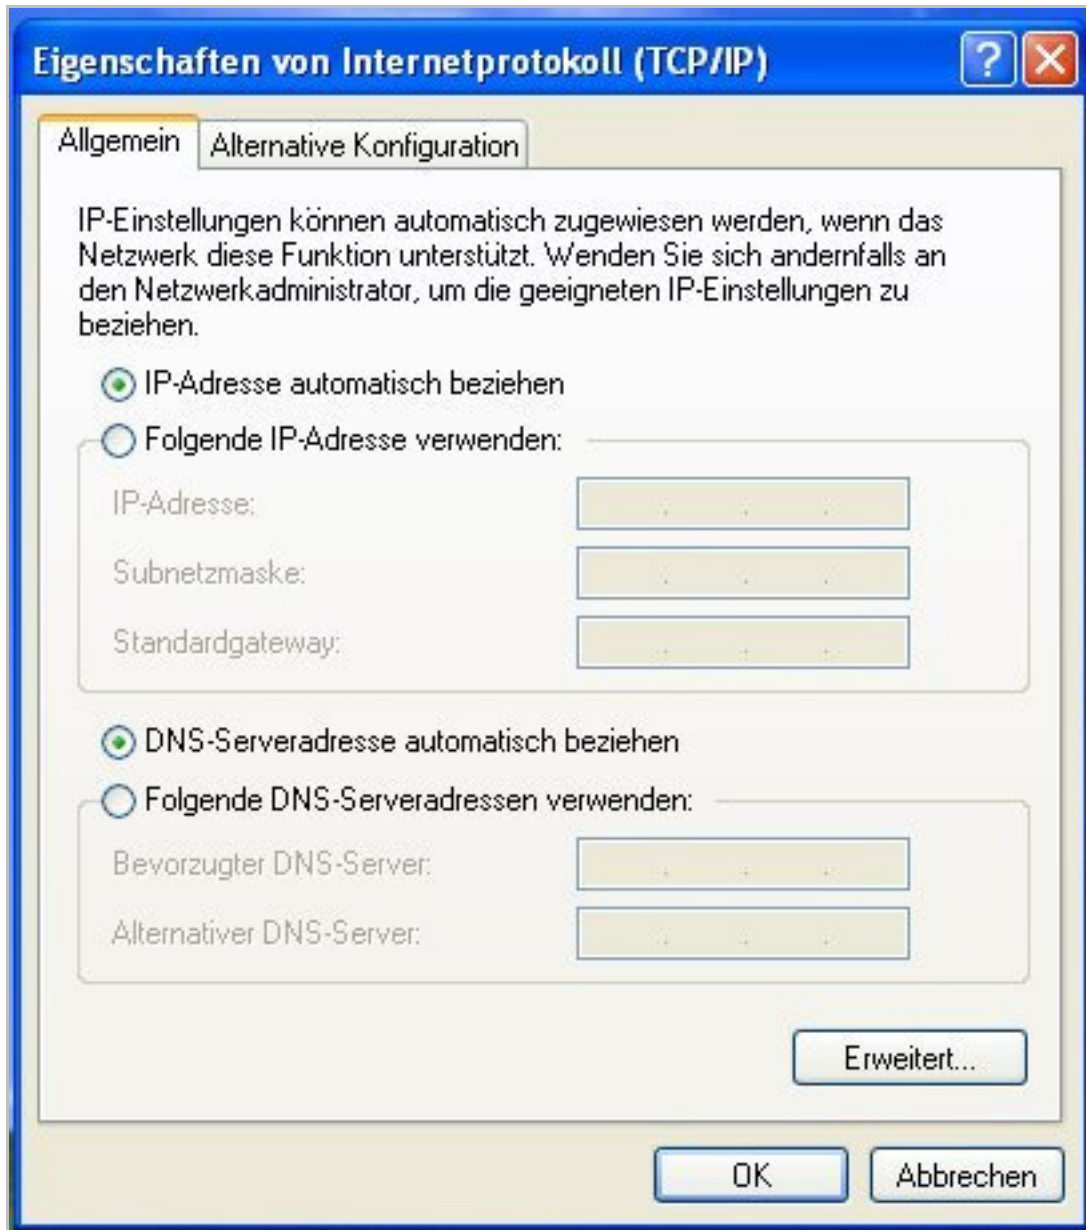 Eigenschaften von Internetprotokoll (TCP/IP)
Allgemein
Alternative Konfiguration
IP-Einstellungen können automatisch zugewiesen werden, wenn das
Netzwerk diese Funktion unterstützt. Wenden Sie sich andernfalls an
den Netzwerkadministrator, um die geeigneten IP-Einstellungen zu
beziehen.
IP-Adresse automatisch beziehen
Folgende IP-Adresse verwenden:
IP-Adresse:
Subnetzmaske:
Standardgateway:
DNS-Serveradresse automatisch beziehen
Folgende DNS-Serveradressen verwenden:
Bevorzugter DNS-Server:
Alternativer DNS-Server:
Erweitert...
OK
Abbrechen